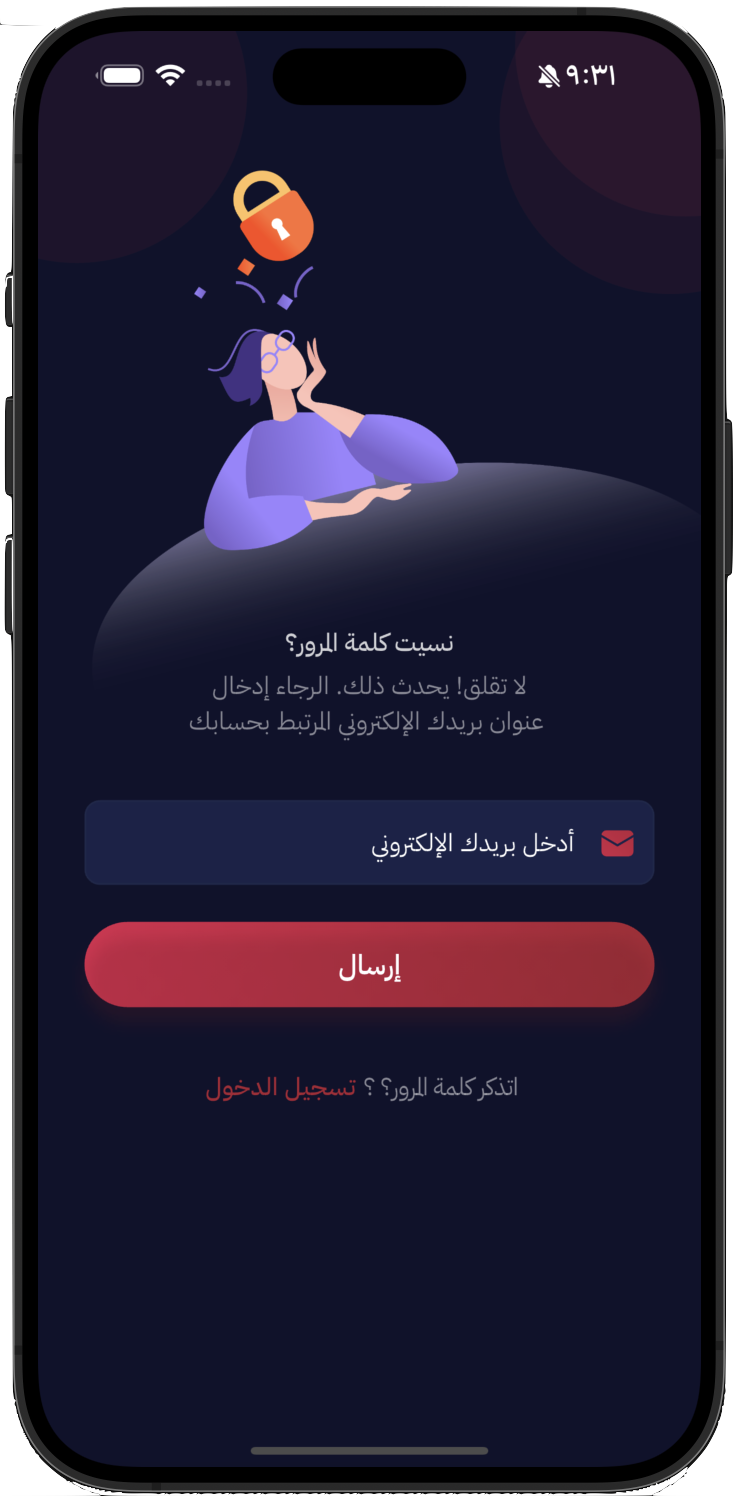 ٩:٣١
نسيت كلمة المرور؟
لا تقلق! يحدث ذلك. الرجاء إدخال
عنوان بريدك الإلكتروني المرتبط بحسابك
أدخل بريدك الإلكتروني
إرسال
اتذكر كلمة المرور؟ ؟ تسجيل الدخول